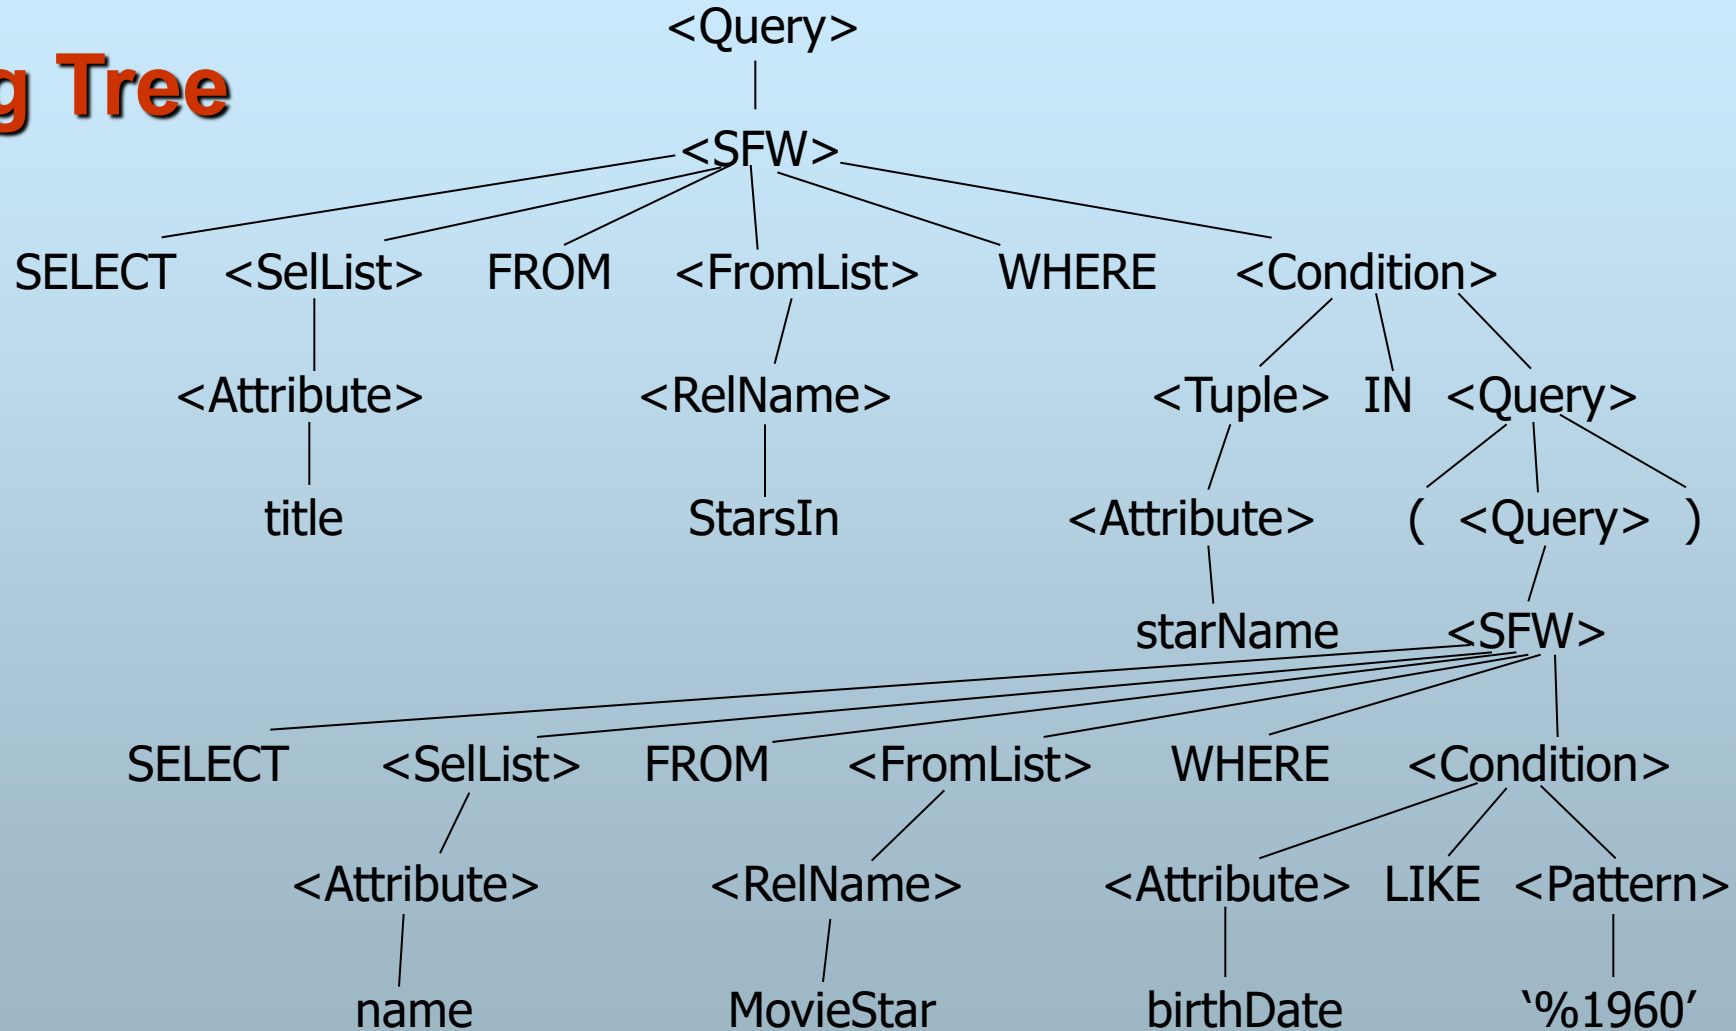 <Query>
g Tree
<SFW>
SELECT <SelList> FROM <FromList> WHERE <Condition>
<Attribute> <RelName> <Tuple> IN <Query>
title StarsIn <Attribute> ( <Query> )
starName <SFW>
SELECT <SelList> FROM <FromList> WHERE <Condition>
<Attribute> <RelName> <Attribute> LIKE <Pattern>
name MovieStar birthDate ‘%1960’